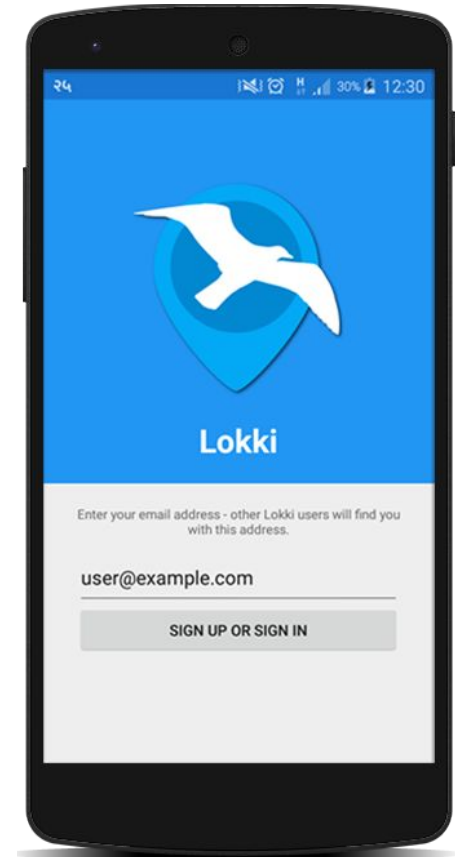 २५ 30% 12:30
Lokki
Enter your email address - other Lokki users will find you
with this address.
user@example.com
SIGN UP OR SIGN IN